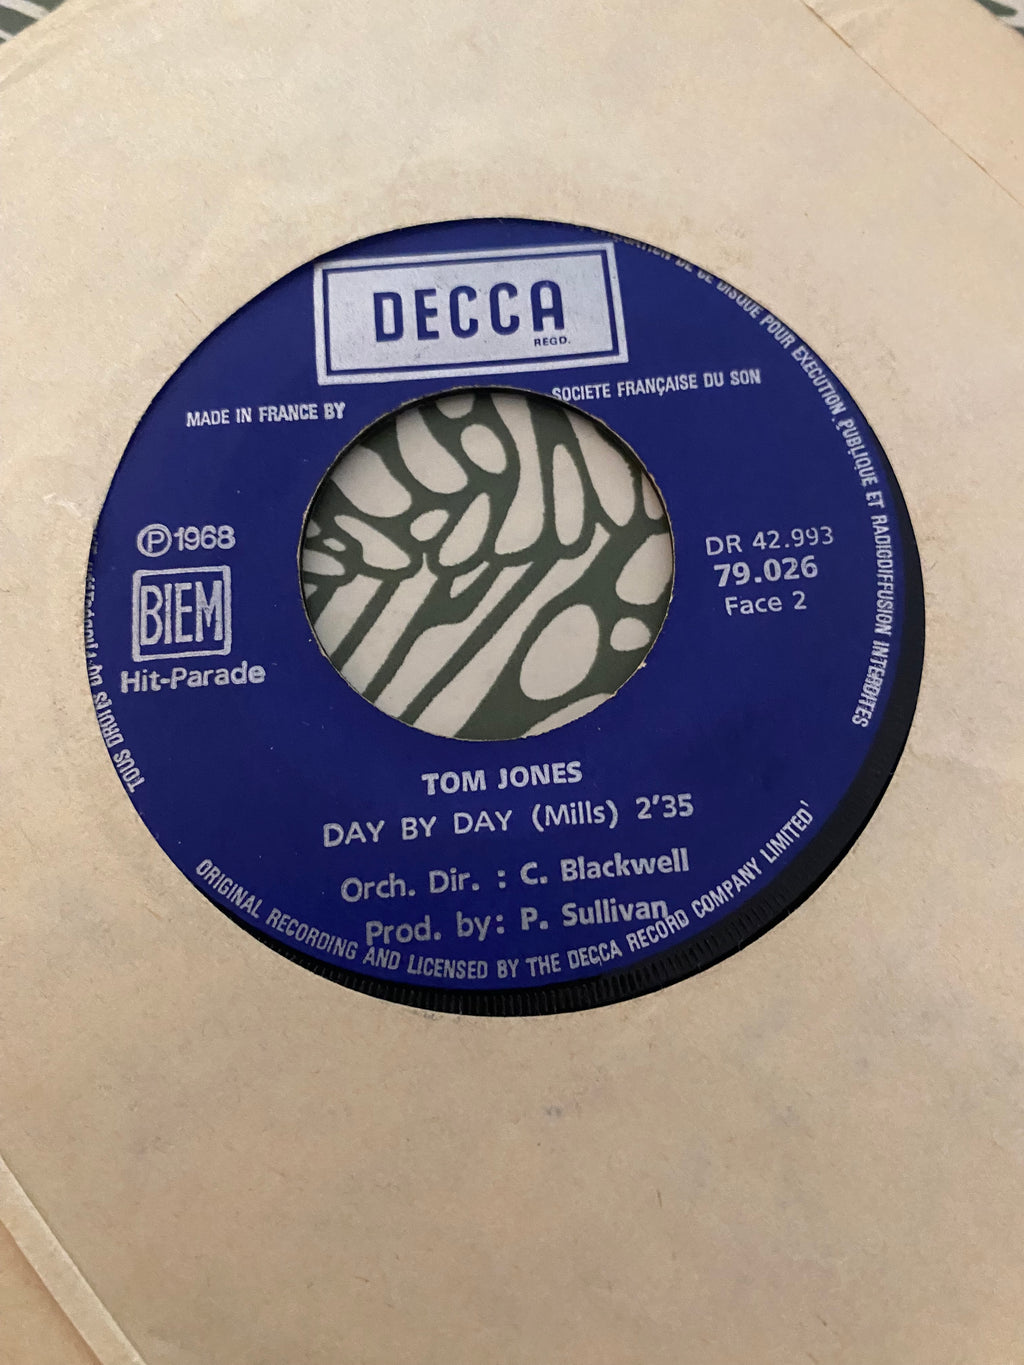 DECCA
REGD.
MADE IN FRANCE BY
SOCIETE FRANÇAISE DU SON
℗1968
BIEM
Hit-Parade
DR 42.993
79.026
Face 2
TOM JONES
DAY BY DAY (Mills) 2'35
Orch. Dir. : C. Blackwell
Prod. by: P. Sullivan
ORIGINAL RECORDING AND LICENSED BY THE DECCA RECORD COMPANY LIMITED'
TOUS DROITS DU
DE CE DISQUE POUR EXECUTION PUBLIQUE ET RADIODIFFUSION INTERDITES